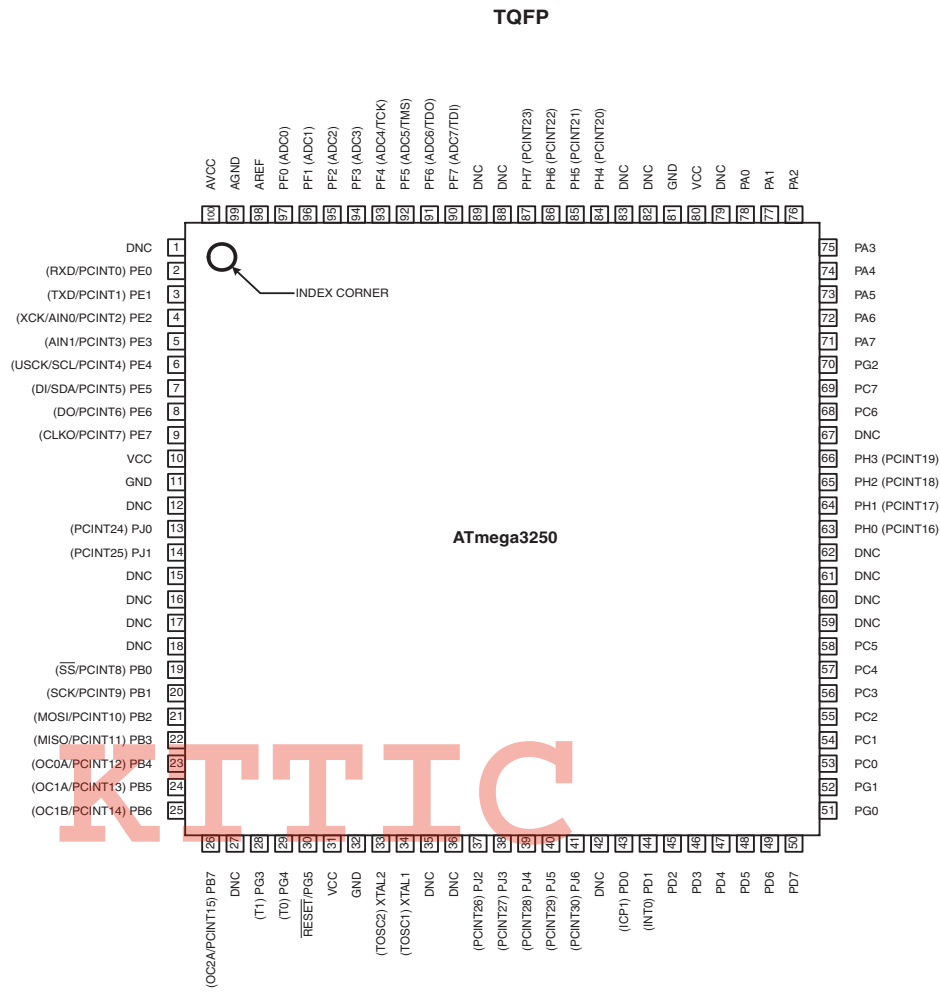 TQFP
AVCC
AGND
AREF
PF0 (ADC0)
PF1 (ADC1)
PF2 (ADC2)
PF3 (ADC3)
PF4 (ADC4/TCK)
PF5 (ADC5/TMS)
PF6 (ADC6/TDO)
PF7 (ADC7/TDI)
DNC
DNC
PH7 (PCINT23)
PH6 (PCINT22)
PH5 (PCINT21)
PH4 (PCINT20)
DNC
DNC
GND
VCC
DNC
PA0
PA1
PA2
100 99 98 97 96 95 94 93 92 91 90 89 88 87 86 85 84 83 82 81 80 79 78 77 76
DNC 1
(RXD/PCINT0) PE0 2
(TXD/PCINT1) PE1 3
(XCK/AIN0/PCINT2) PE2 4
(AIN1/PCINT3) PE3 5
(USCK/SCL/PCINT4) PE4 6
(DI/SDA/PCINT5) PE5 7
(DO/PCINT6) PE6 8
(CLKO/PCINT7) PE7 9
VCC 10
GND 11
DNC 12
(PCINT24) PJ0 13
(PCINT25) PJ1 14
DNC 15
DNC 16
DNC 17
DNC 18
(SS/PCINT8) PB0 19
(SCK/PCINT9) PB1 20
(MOSI/PCINT10) PB2 21
(MISO/PCINT11) PB3 22
(OC0A/PCINT12) PB4 23
(OC1A/PCINT13) PB5 24
(OC1B/PCINT14) PB6 25
INDEX CORNER
ATmega3250
75 PA3
74 PA4
73 PA5
72 PA6
71 PA7
70 PG2
69 PC7
68 PC6
67 DNC
66 PH3 (PCINT19)
65 PH2 (PCINT18)
64 PH1 (PCINT17)
63 PH0 (PCINT16)
62 DNC
61 DNC
60 DNC
59 DNC
58 PC5
57 PC4
56 PC3
55 PC2
54 PC1
53 PC0
52 PG1
51 PG0
KTTIC
26 27 28 29 30 31 32 33 34 35 36 37 38 39 40 41 42 43 44 45 46 47 48 49 50
(OC2A/PCINT15) PB7
DNC
(T1) PG3
(T0) PG4
RESET/PG5
VCC
GND
(TOSC2) XTAL2
(TOSC1) XTAL1
DNC
DNC
(PCINT26) PJ2
(PCINT27) PJ3
(PCINT28) PJ4
(PCINT29) PJ5
(PCINT30) PJ6
DNC
(ICP1) PD0
(INT0) PD1
PD2
PD3
PD4
PD5
PD6
PD7